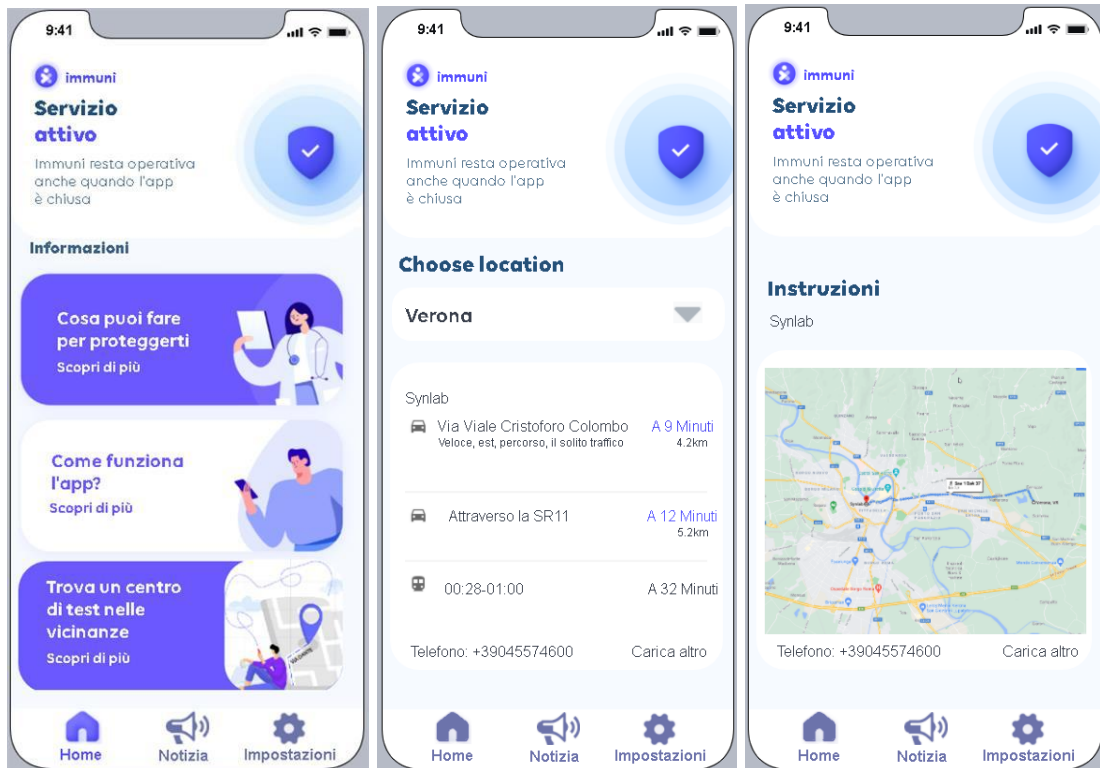 9:41
immuni
Servizio
attivo
Immuni resta operativa
anche quando l'app
è chiusa
Informazioni
Cosa puoi fare
per proteggerti
Scopri di più
Come funziona
l'app?
Scopri di più
Trova un centro
di test nelle
vicinanze
Scopri di più
Home
Notizia
Impostazioni
9:41
immuni
Servizio
attivo
Immuni resta operativa
anche quando l'app
è chiusa
Choose location
Verona
Synlab
Via Viale Cristoforo Colombo A 9 Minuti
Veloce, est, percorso, il solito traffico 4.2km
Attraverso la SR11 A 12 Minuti
5.2km
00:28-01:00 A 32 Minuti
Telefono: +39045574600 Carica altro
Home
Notizia
Impostazioni
9:41
immuni
Servizio
attivo
Immuni resta operativa
anche quando l'app
è chiusa
Instruzioni
Synlab
Telefono: +39045574600 Carica altro
Home
Notizia
Impostazioni